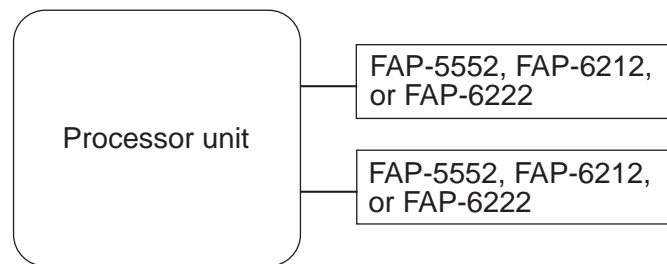 FAP-5552, FAP-6212,
or FAP-6222
Processor unit
FAP-5552, FAP-6212,
or FAP-6222